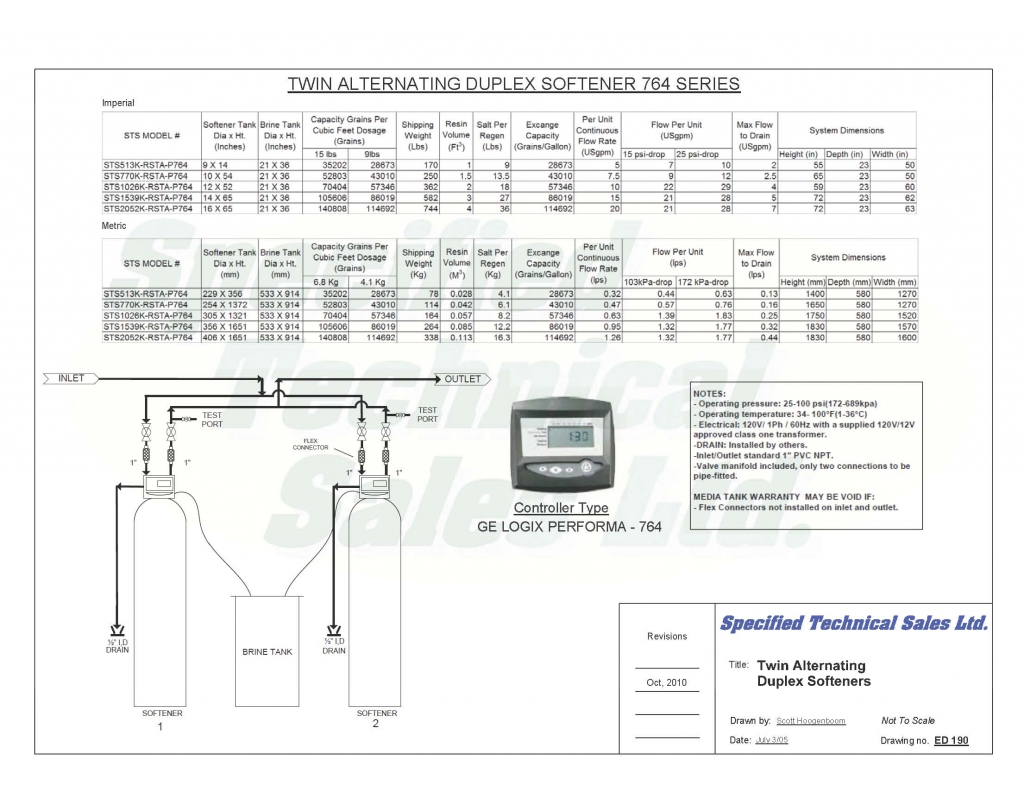 TWIN ALTERNATING DUPLEX SOFTENER 764 SERIES
Imperial
STS MODEL #
Softener Tank Dia x Ht. (Inches)
Brine Tank Dia x Ht. (Inches)
Capacity Grains Per Cubic Feet Dosage (Grains)
15 lbs 9lbs
Shipping Weight (Lbs)
Resin Volume (Ft³)
Salt Per Regen (Lbs)
Excange Capacity (Grains/Gallon)
Per Unit Continuous Flow Rate (USgpm)
Flow Per Unit (USgpm)
15 psi-drop 25 psi-drop
Max Flow to Drain (USgpm)
System Dimensions
Height (in) Depth (in) Width (in)
STS513K-RSTA-P764 9 X 14 21 X 36 35202 28673 170 1 9 28673 5 7 10 2 55 23 50
STS770K-RSTA-P764 10 X 54 21 X 36 52803 43010 250 1.5 13.5 43010 7.5 9 12 2.5 65 23 50
STS1026K-RSTA-P764 12 X 52 21 X 36 70404 57346 362 2 18 57346 10 22 29 4 59 23 60
STS1539K-RSTA-P764 14 X 65 21 X 36 105606 86019 582 3 27 86019 15 21 28 5 72 23 62
STS2052K-RSTA-P764 16 X 65 21 X 36 140808 114692 744 4 36 114692 20 21 28 7 72 23 63
Metric
STS MODEL #
Softener Tank Dia x Ht. (mm)
Brine Tank Dia x Ht. (mm)
Capacity Grains Per Cubic Feet Dosage (Grains)
6.8 Kg 4.1 Kg
Shipping Weight (Kg)
Resin Volume (M³)
Salt Per Regen (Kg)
Excange Capacity (Grains/Gallon)
Per Unit Continuous Flow Rate (lps)
Flow Per Unit (lps)
103kPa-drop 172 kPa-drop
Max Flow to Drain (lps)
System Dimensions
Height (mm) Depth (mm) Width (mm)
STS513K-RSTA-P764 229 X 356 533 X 914 35202 28673 78 0.028 4.1 28673 0.32 0.44 0.63 0.13 1400 580 1270
STS770K-RSTA-P764 254 X 1372 533 X 914 52803 43010 114 0.042 6.1 43010 0.47 0.57 0.76 0.16 1650 580 1270
STS1026K-RSTA-P764 305 X 1321 533 X 914 70404 57346 164 0.057 8.2 57346 0.63 1.39 1.83 0.25 1750 580 1520
STS1539K-RSTA-P764 356 X 1651 533 X 914 105606 86019 264 0.085 12.2 86019 0.95 1.32 1.77 0.32 1830 580 1570
STS2052K-RSTA-P764 406 X 1651 533 X 914 140808 114692 338 0.113 16.3 114692 1.26 1.32 1.77 0.44 1830 580 1600
Specified
Technical
Sales Ltd.
INLET
OUTLET
TEST PORT
TEST PORT
FLEX CONNECTOR
1" 1" 1" 1"
½" I,D DRAIN
BRINE TANK
½" I,D DRAIN
SOFTENER 1
SOFTENER 2
1:30
Controller Type
GE LOGIX PERFORMA - 764
NOTES:
- Operating pressure: 25-100 psi(172-689kpa)
- Operating temperature: 34- 100°F(1-36°C)
- Electrical: 120V/ 1Ph / 60Hz with a supplied 120V/12V
approved class one transformer.
-DRAIN: Installed by others.
-Inlet/Outlet standard 1" PVC NPT.
-Valve manifold included, only two connections to be
pipe-fitted.
MEDIA TANK WARRANTY MAY BE VOID IF:
- Flex Connectors not installed on inlet and outlet.
Revisions
Oct, 2010
Specified Technical Sales Ltd.
Title: Twin Alternating
Duplex Softeners
Drawn by: Scott Hoogenboom
Not To Scale
Date: July 3/05
Drawing no. ED 190